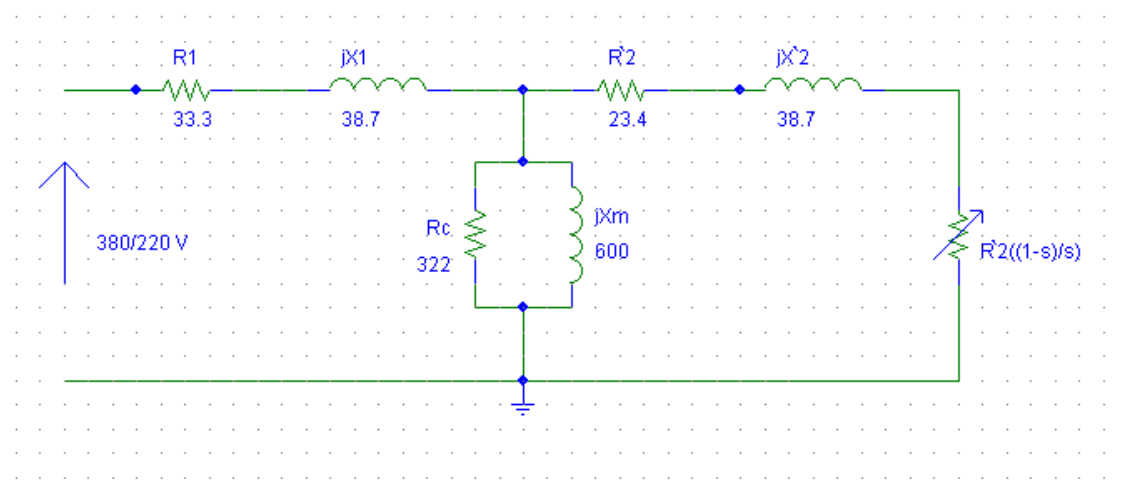 R1
jX1
R`2
jX`2
33.3
38.7
23.4
38.7
380/220 V
Rc
322
jXm
600
R`2((1-s)/s)